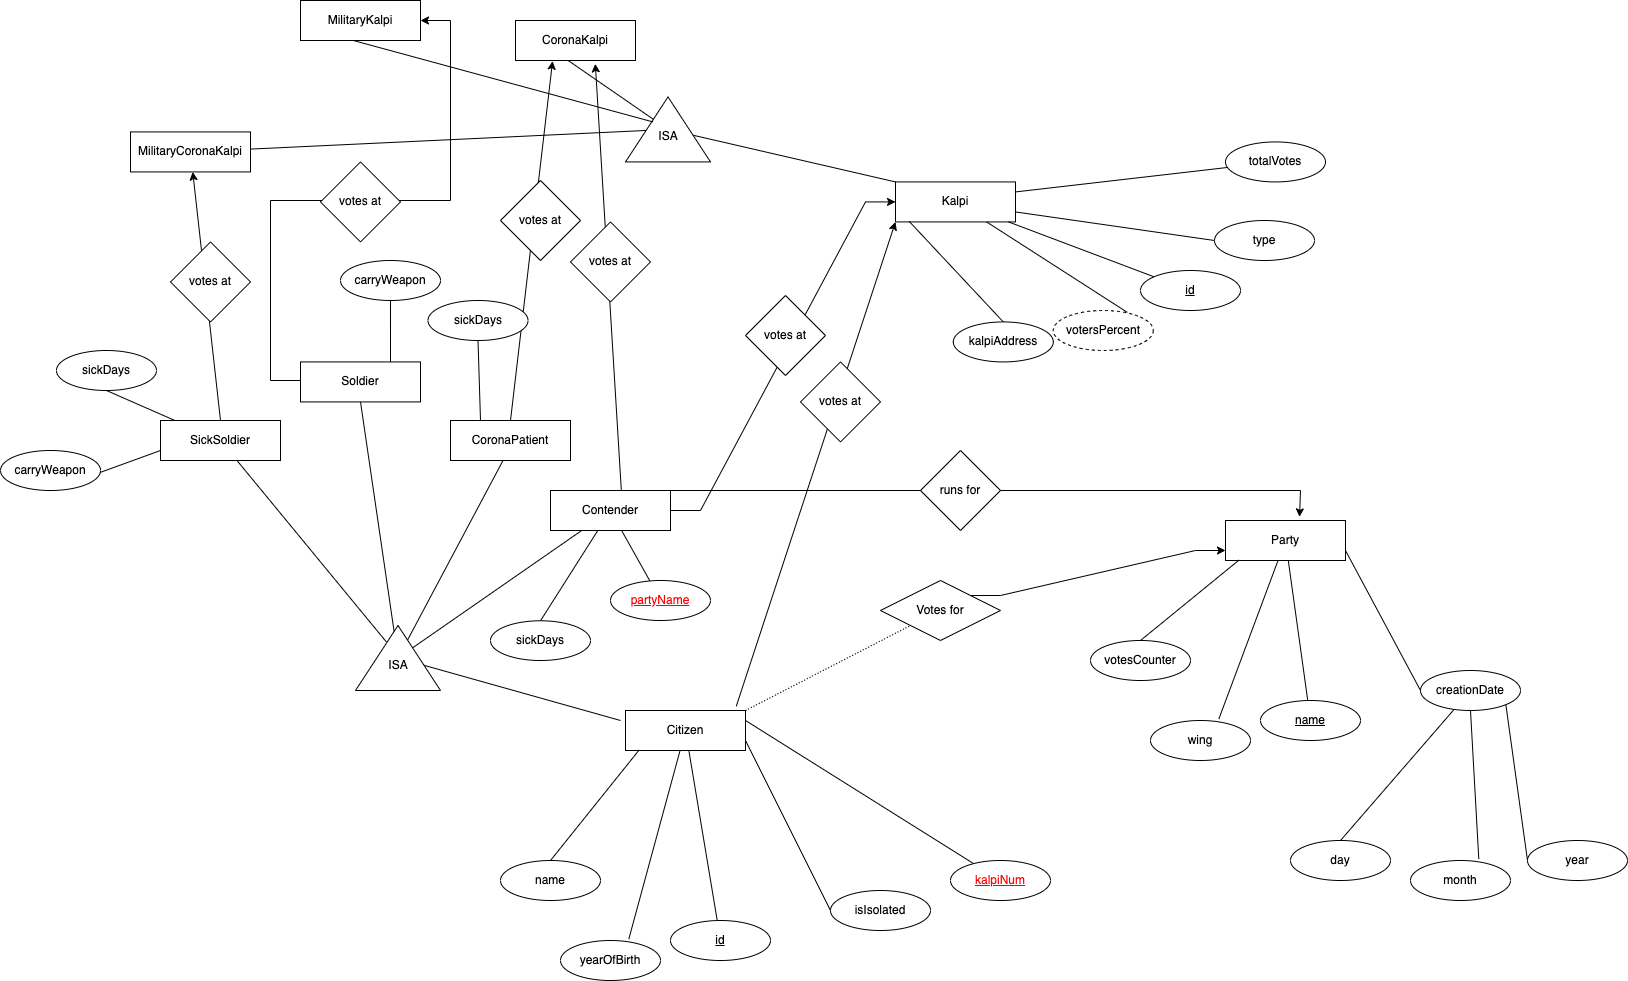 MilitaryKalpi
CoronaKalpi
ISA
MilitaryCoronaKalpi
totalVotes
votes at
Kalpi
votes at
type
votes at
votes at
carryWeapon
id
sickDays
votersPercent
votes at
kalpiAddress
sickDays
Soldier
votes at
SickSoldier
CoronaPatient
carryWeapon
runs for
Contender
Party
partyName
Votes for
sickDays
ISA
votesCounter
creationDate
name
Citizen
wing
day
year
name
kalpiNum
month
isIsolated
id
yearOfBirth